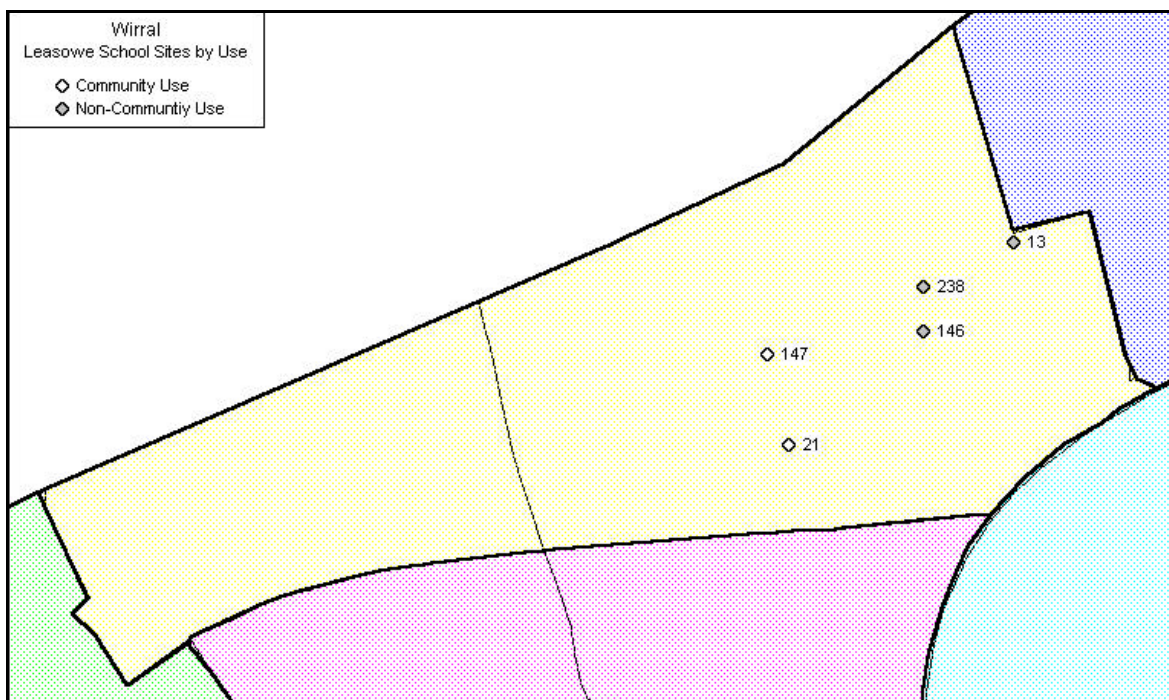 Wirral
Leasowe School Sites by Use
Community Use
Non-Communtiy Use
13
238
146
147
21